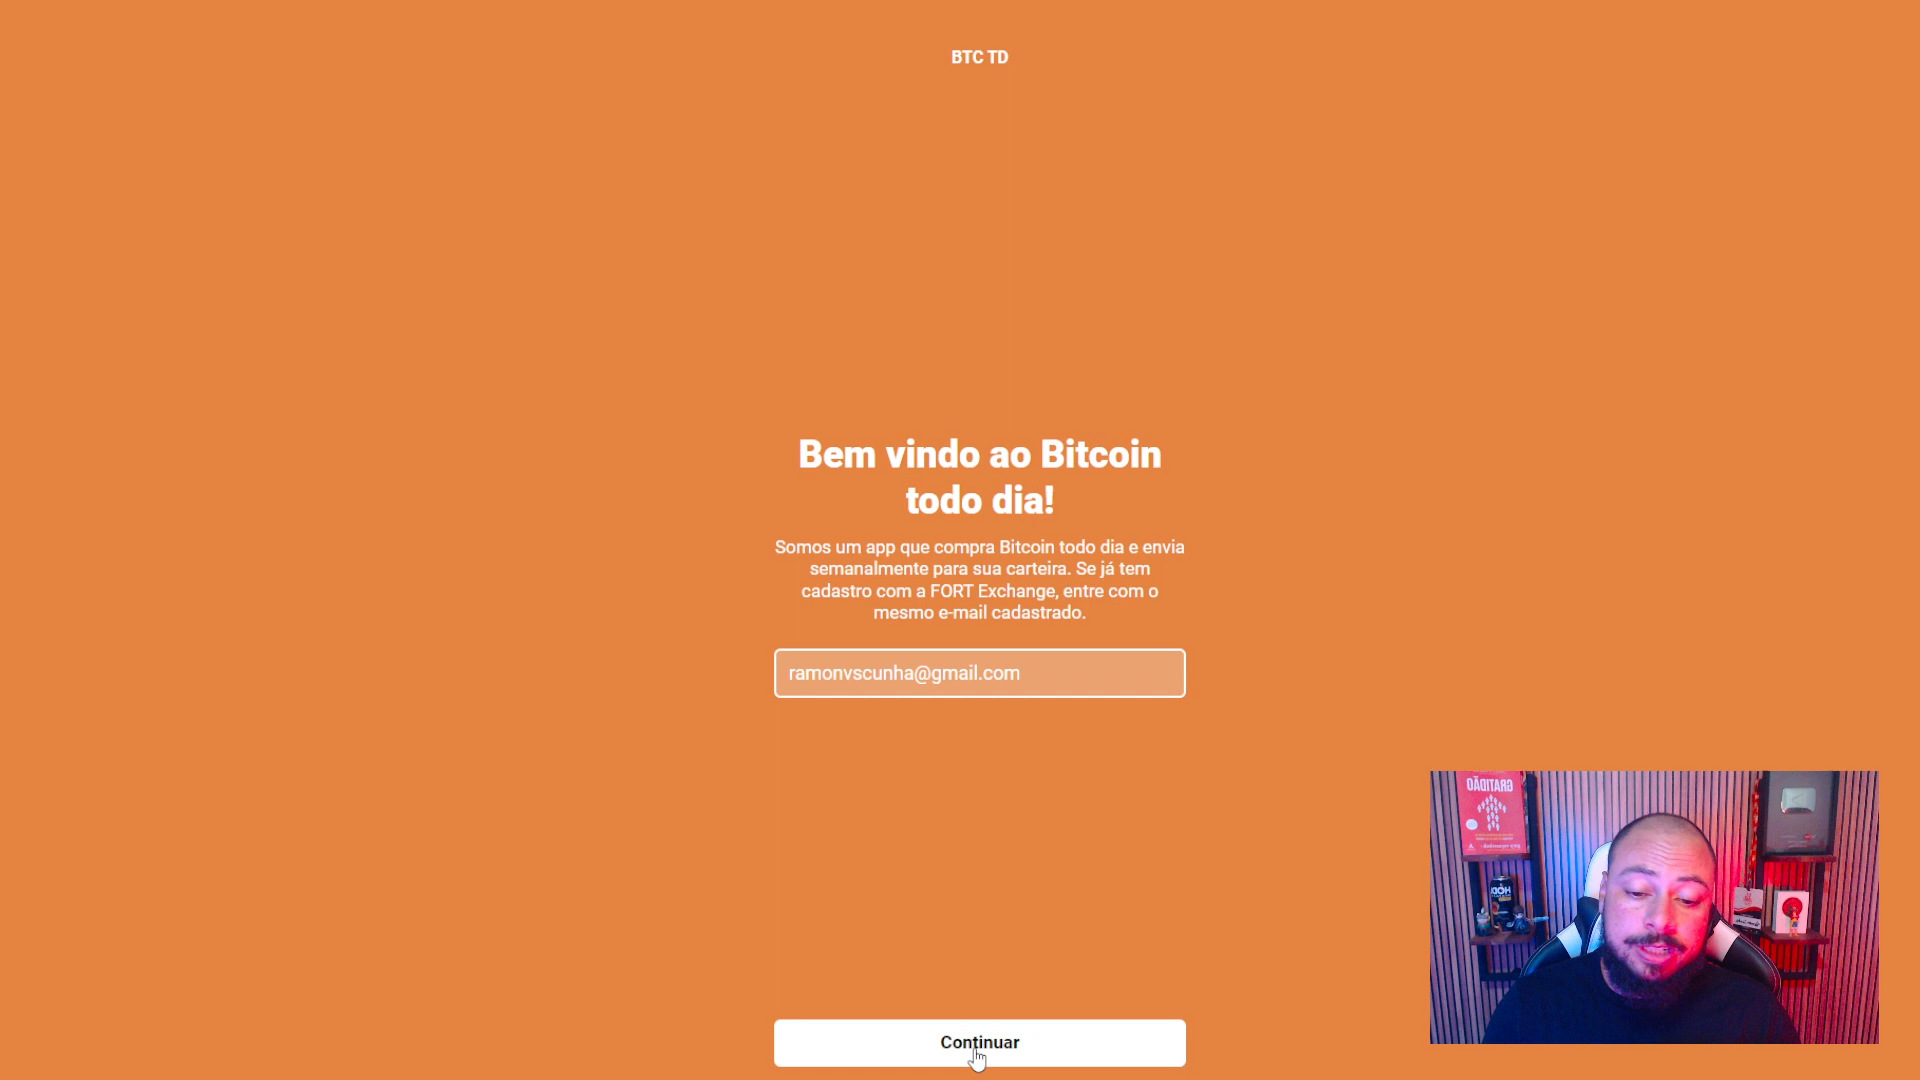 BTC TD
Bem vindo ao Bitcoin
todo dia!
Somos um app que compra Bitcoin todo dia e envia
semanalmente para sua carteira. Se já tem
cadastro com a FORT Exchange, entre com o
mesmo e-mail cadastrado.
ramonvscunha@gmail.com
Continuar
GRATIDÃO